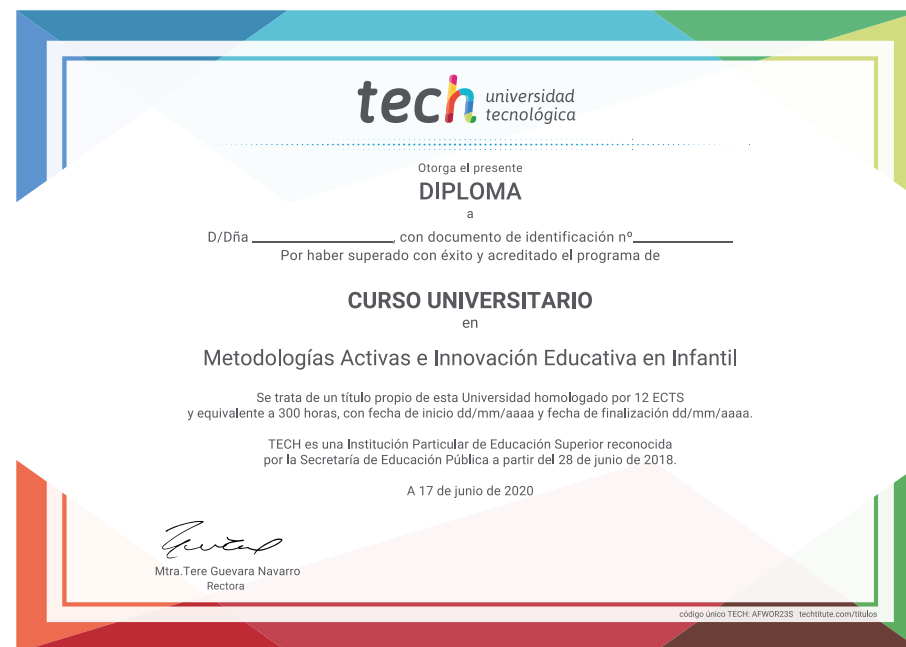 tech universidad
tecnológica
Otorga el presente
DIPLOMA
a
D/Dña ____________________, con documento de identificación nº______________
Por haber superado con éxito y acreditado el programa de
CURSO UNIVERSITARIO
en
Metodologías Activas e Innovación Educativa en Infantil
Se trata de un título propio de esta Universidad homologado por 12 ECTS
y equivalente a 300 horas, con fecha de inicio dd/mm/aaaa y fecha de finalización dd/mm/aaaa.
TECH es una Institución Particular de Educación Superior reconocida
por la Secretaría de Educación Pública a partir del 28 de junio de 2018.
A 17 de junio de 2020
Mtra.Tere Guevara Navarro
Rectora
código único TECH: AFWOR23S techtitute.com/titulos